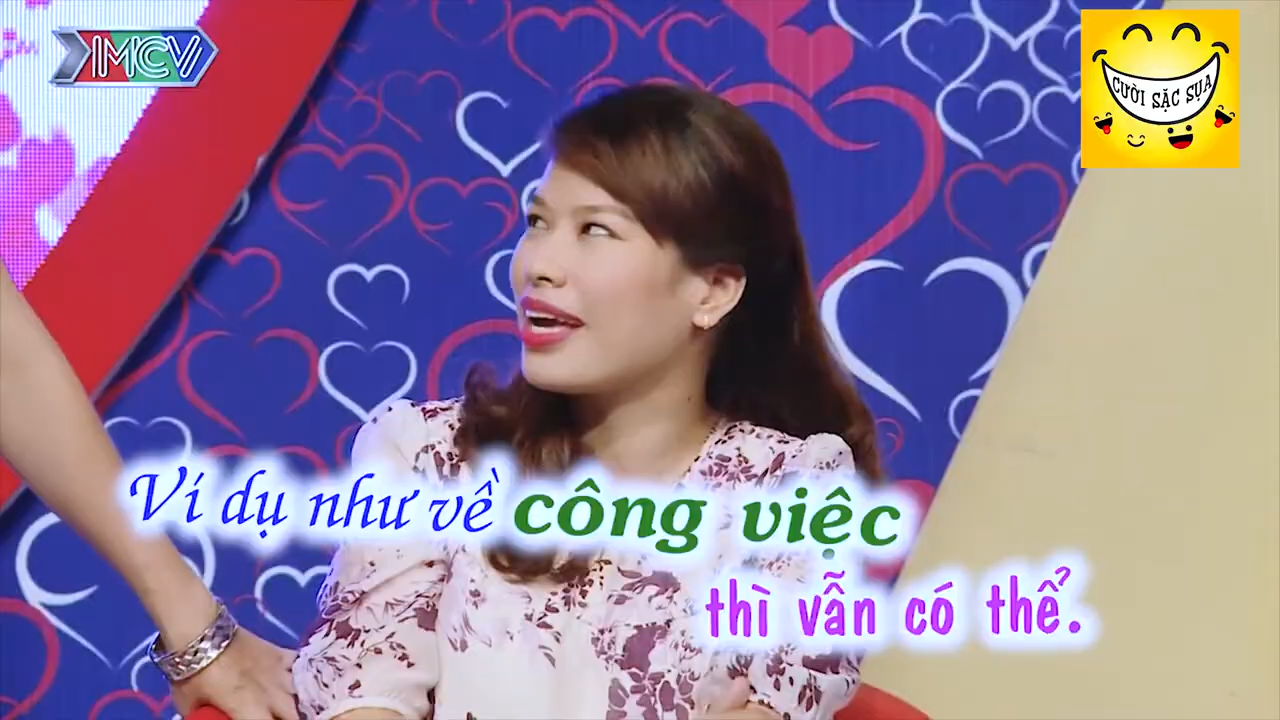 MCV
CƯỜI SẶC SỤA
Ví dụ như về công việc
thì vẫn có thể.